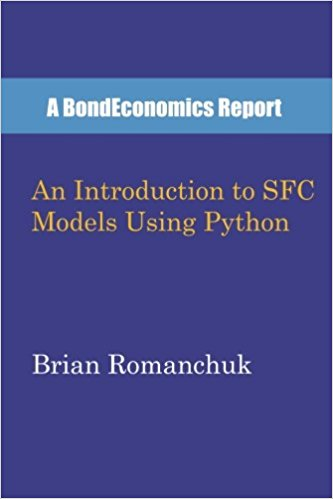 A BondEconomics Report
An Introduction to SFC
Models Using Python
Brian Romanchuk